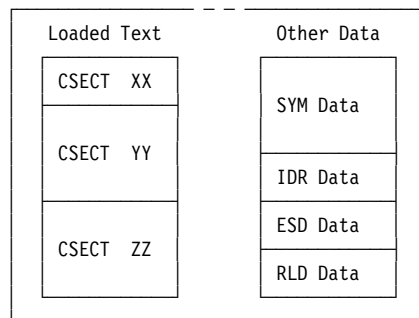 Loaded Text
Other Data
CSECT XX
CSECT YY
CSECT ZZ
SYM Data
IDR Data
ESD Data
RLD Data